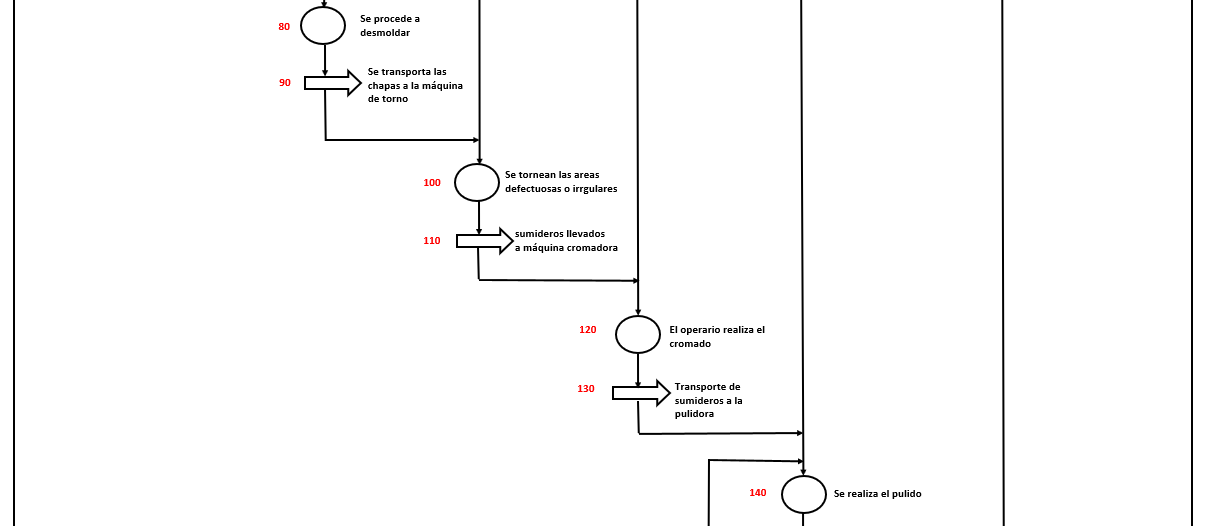 80
Se procede a
desmoldar
90
Se transporta las
chapas a la máquina
de torno
100
Se tornean las areas
defectuosas o irrgulares
110
sumideros llevados
a máquina cromadora
120
El operario realiza el
cromado
130
Transporte de
sumideros a la
pulidora
140
Se realiza el pulido